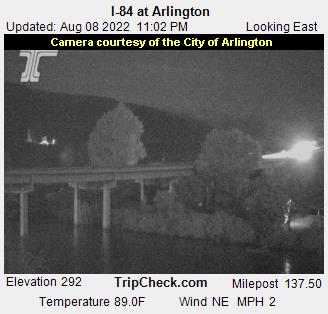 I-84 at Arlington
Updated: Aug 08 2022 11:02 PM Looking East
Camera courtesy of the City of Arlington
Elevation 292 TripCheck.com Milepost 137.50
Temperature 89.0F Wind NE MPH 2